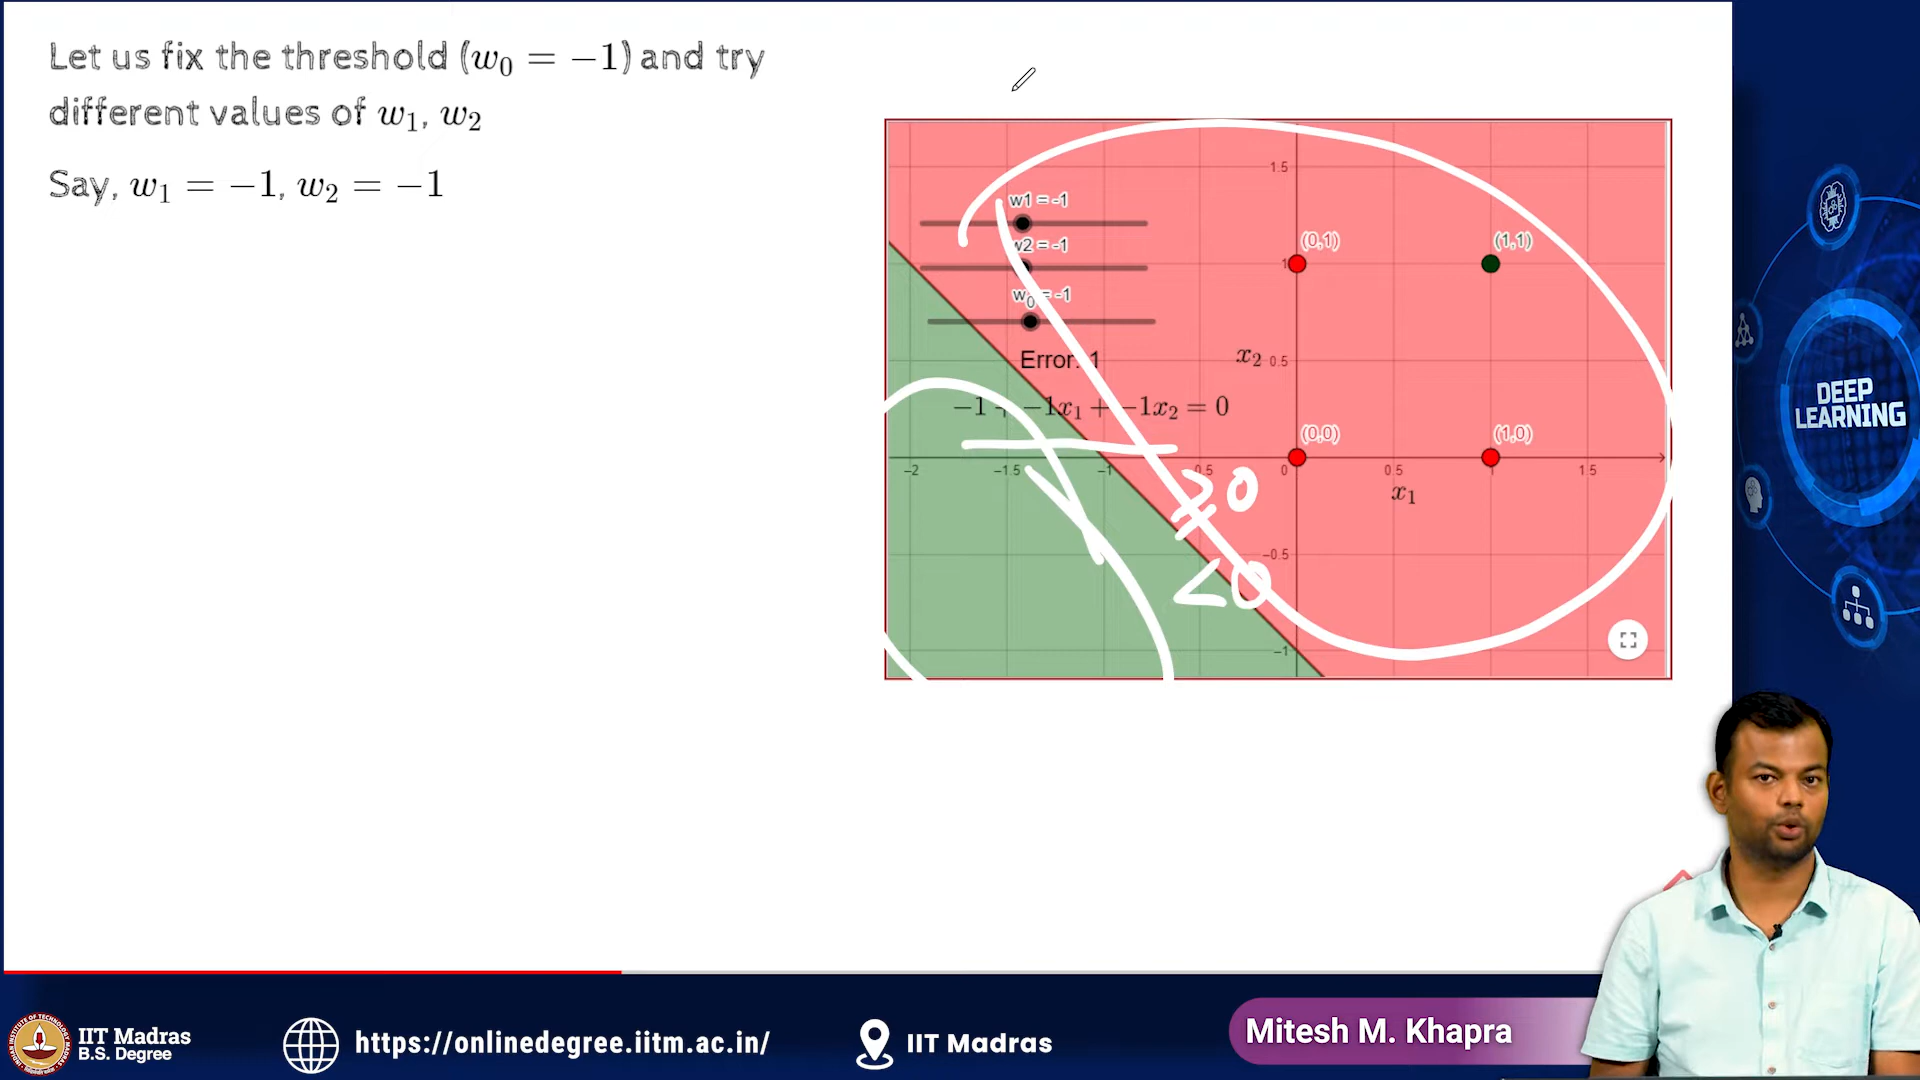 Let us fix the threshold (w₀ = −1) and try
different values of w₁, w₂
Say, w₁ = −1, w₂ = −1
1.5
w1 = -1
w2 = -1
(0,1)
(1,1)
1
w₀ = -1
Error: 1
x₂ 0.5
−1 + −1x₁ + −1x₂ = 0
(0,0)
(1,0)
−2
−1.5
−1
0.5
0
0.5
1
1.5
x₁
≥0
−0.5
<0
−1
DEEP
LEARNING
IIT Madras
B.S. Degree
https://onlinedegree.iitm.ac.in/
IIT Madras
Mitesh M. Khapra